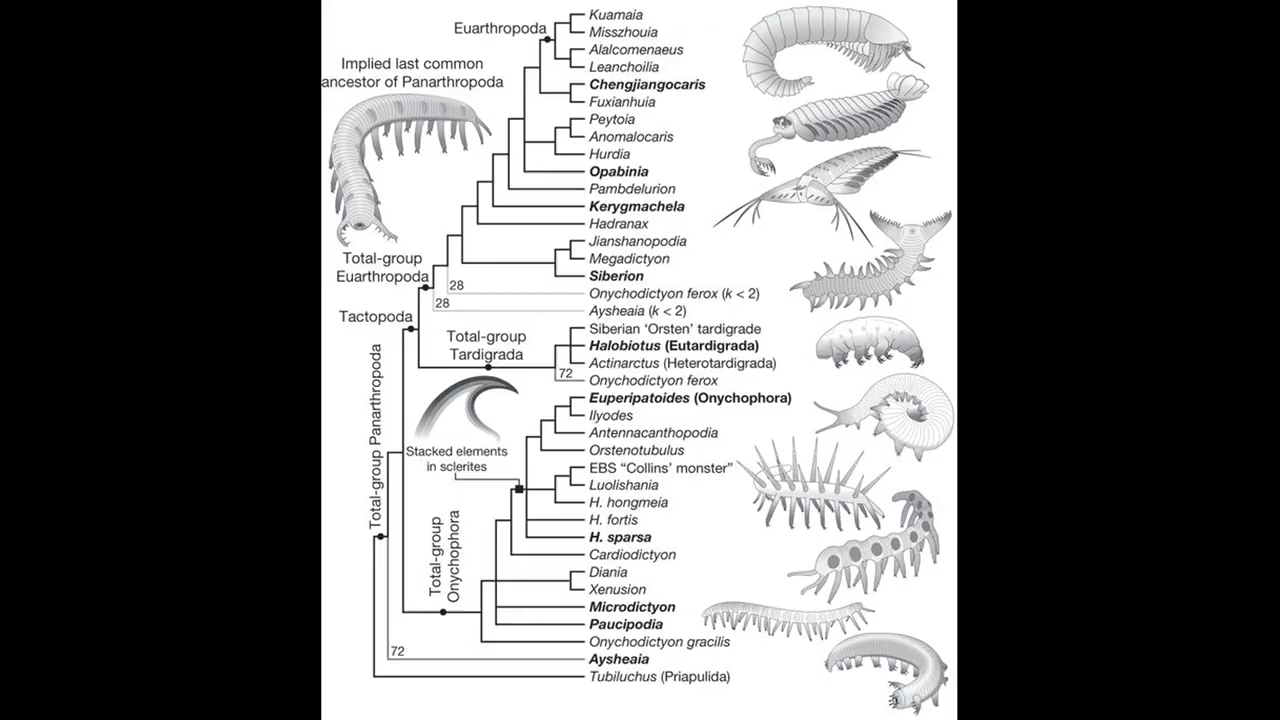 Kuamaia
Euarthropoda
Misszhouia
Alalcomenaeus
Implied last common
ancestor of Panarthropoda
Leanchoilia
Chengjiangocaris
Fuxianhuia
Peytoia
Anomalocaris
Hurdia
Opabinia
Pambdelurion
Kerygmachela
Hadranax
Jianshanopodia
Megadictyon
Total-group
Euarthropoda
Siberion
28
Onychodictyon ferox (k < 2)
28
Aysheaia (k < 2)
Tactopoda
Siberian ‘Orsten’ tardigrade
Total-group
Tardigrada
Halobiotus (Eutardigrada)
Actinarctus (Heterotardigrada)
72
Onychodictyon ferox
Euperipatoides (Onychophora)
Ilyodes
Antennacanthopodia
Orstenotubulus
Stacked elements
in sclerites
EBS “Collins’ monster”
Luolishania
H. hongmeia
H. fortis
H. sparsa
Cardiodictyon
Total-group Panarthropoda
Total-group
Onychophora
Diania
Xenusion
Microdictyon
Paucipodia
Onychodictyon gracilis
72
Aysheaia
Tubiluchus (Priapulida)